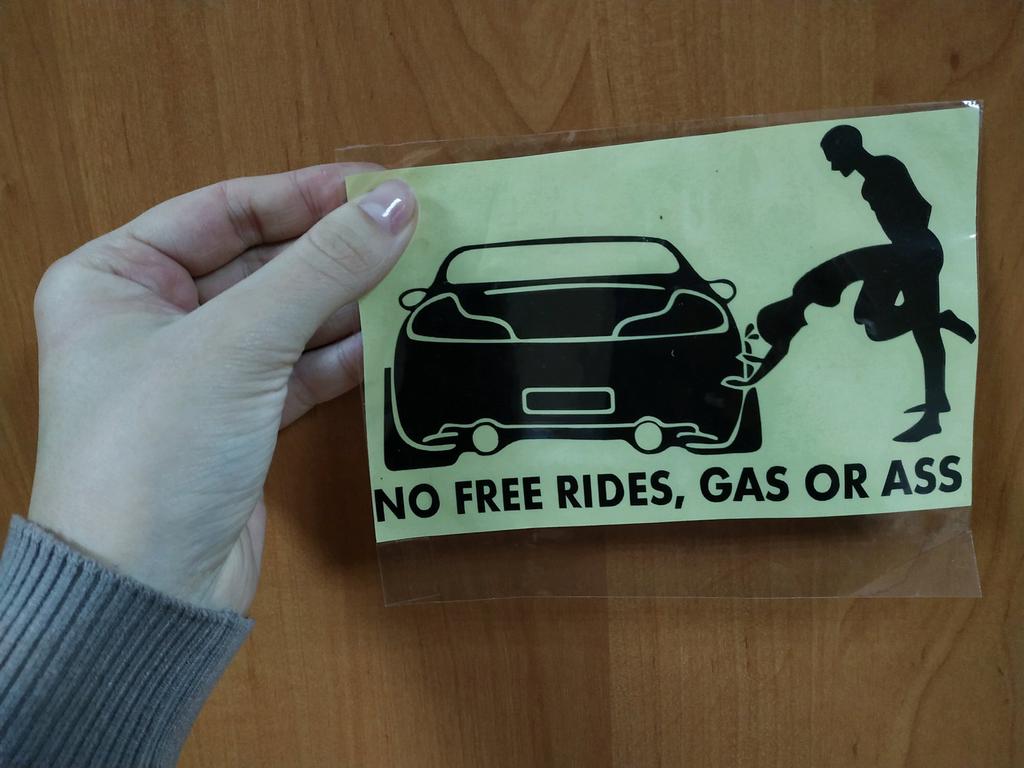 NO FREE RIDES, GAS OR ASS